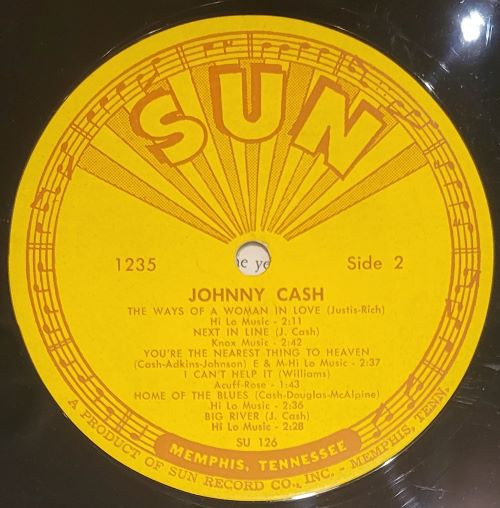 SUN
1235
Side 2
JOHNNY CASH
THE WAYS OF A WOMAN IN LOVE (Justis-Rich)
Hi Lo Music - 2:11
NEXT IN LINE (J. Cash)
Knox Music - 2:42
YOU'RE THE NEAREST THING TO HEAVEN
(Cash-Adkins-Johnson) E & M-Hi Lo Music - 2:37
I CAN'T HELP IT (Williams)
Acuff-Rose - 1:43
HOME OF THE BLUES (Cash-Douglas-McAlpine)
Hi Lo Music - 2:36
BIG RIVER (J. Cash)
Hi Lo Music - 2:28
SU 126
MEMPHIS, TENNESSEE
A PRODUCT OF SUN RECORD CO., INC. - MEMPHIS, TENN.